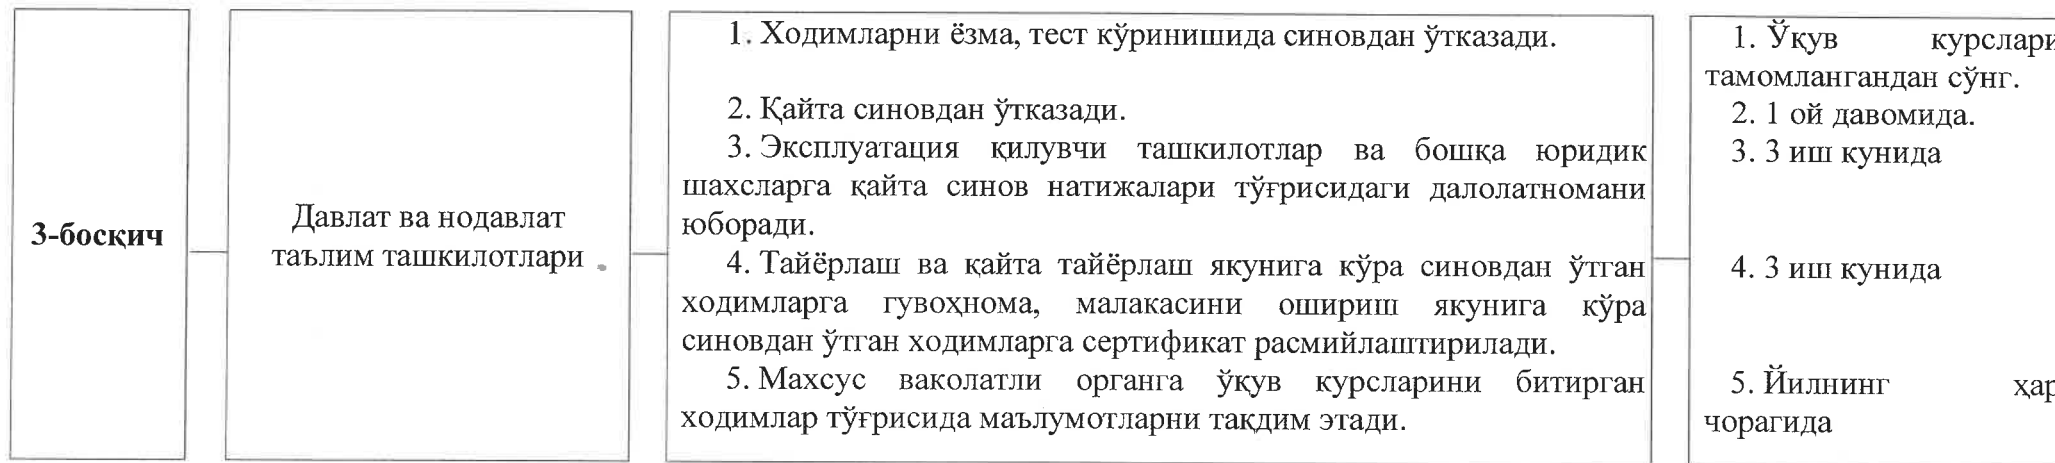 3-босқич
Давлат ва нодавлат
таълим ташкилотлари
1. Ходимларни ёзма, тест кўринишида синовдан ўтказади.
2. Қайта синовдан ўтказади.
3. Эксплуатация қилувчи ташкилотлар ва бошқа юридик
шахсларга қайта синов натижалари тўғрисидаги далолатномани
юборади.
4. Тайёрлаш ва қайта тайёрлаш якунига кўра синовдан ўтган
ходимларга гувоҳнома, малакасини ошириш якунига кўра
синовдан ўтган ходимларга сертификат расмийлаштирилади.
5. Махсус ваколатли органга ўқув курсларини битирган
ходимлар тўғрисида маълумотларни тақдим этади.
1. Ўқув курслари
тамомлангандан сўнг.
2. 1 ой давомида.
3. 3 иш кунида
4. 3 иш кунида
5. Йилнинг ҳар
чорагида